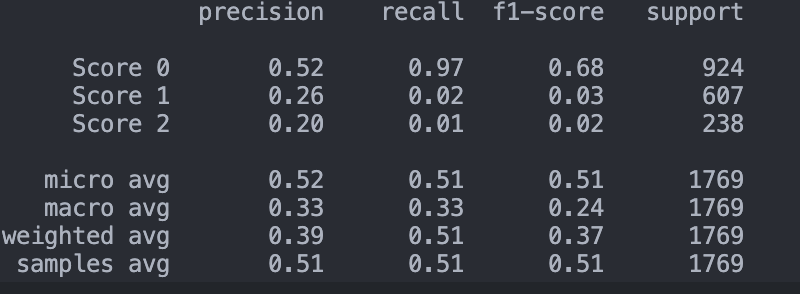 precision recall f1-score support
Score 0 0.52 0.97 0.68 924
Score 1 0.26 0.02 0.03 607
Score 2 0.20 0.01 0.02 238
micro avg 0.52 0.51 0.51 1769
macro avg 0.33 0.33 0.24 1769
weighted avg 0.39 0.51 0.37 1769
samples avg 0.51 0.51 0.51 1769